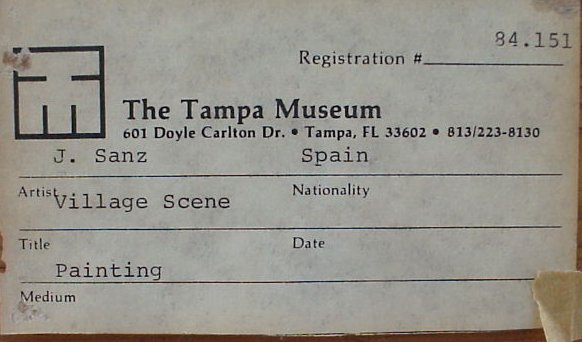 84.151
Registration #
The Tampa Museum
601 Doyle Carlton Dr. • Tampa, FL 33602 • 813/223-8130
J. Sanz Spain
Artist Nationality
Village Scene
Title Date
Painting
Medium